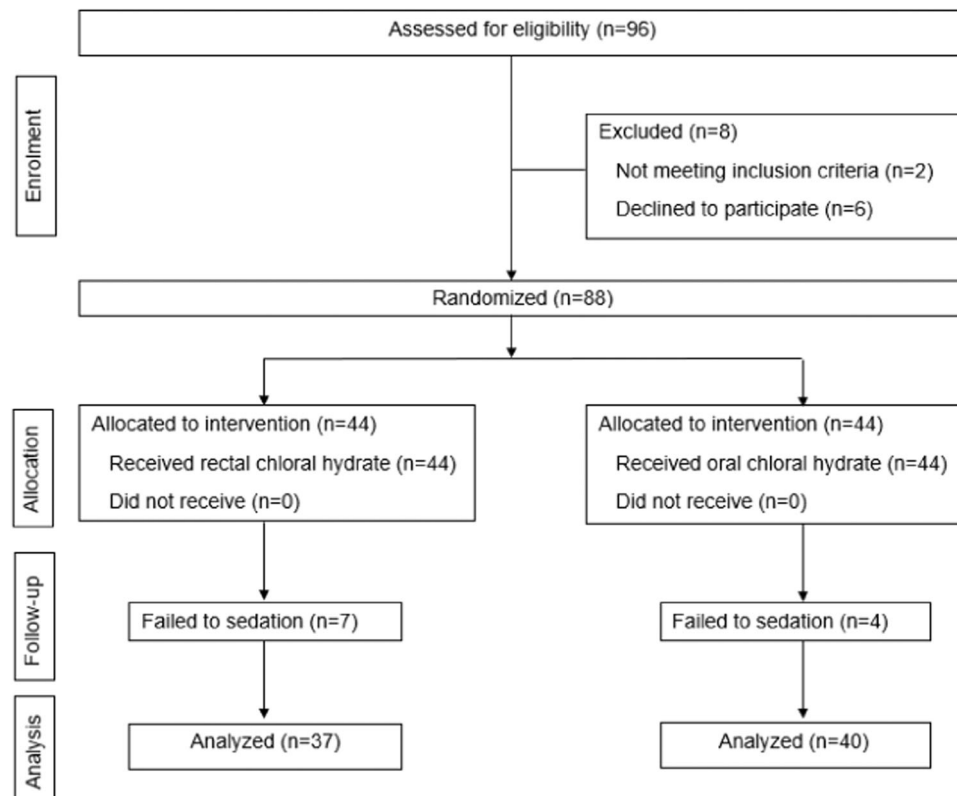 Assessed for eligibility (n=96)
Enrolment
Excluded (n=8)
Not meeting inclusion criteria (n=2)
Declined to participate (n=6)
Randomized (n=88)
Allocation
Allocated to intervention (n=44)
Received rectal chloral hydrate (n=44)
Did not receive (n=0)
Allocated to intervention (n=44)
Received oral chloral hydrate (n=44)
Did not receive (n=0)
Follow-up
Failed to sedation (n=7)
Failed to sedation (n=4)
Analysis
Analyzed (n=37)
Analyzed (n=40)